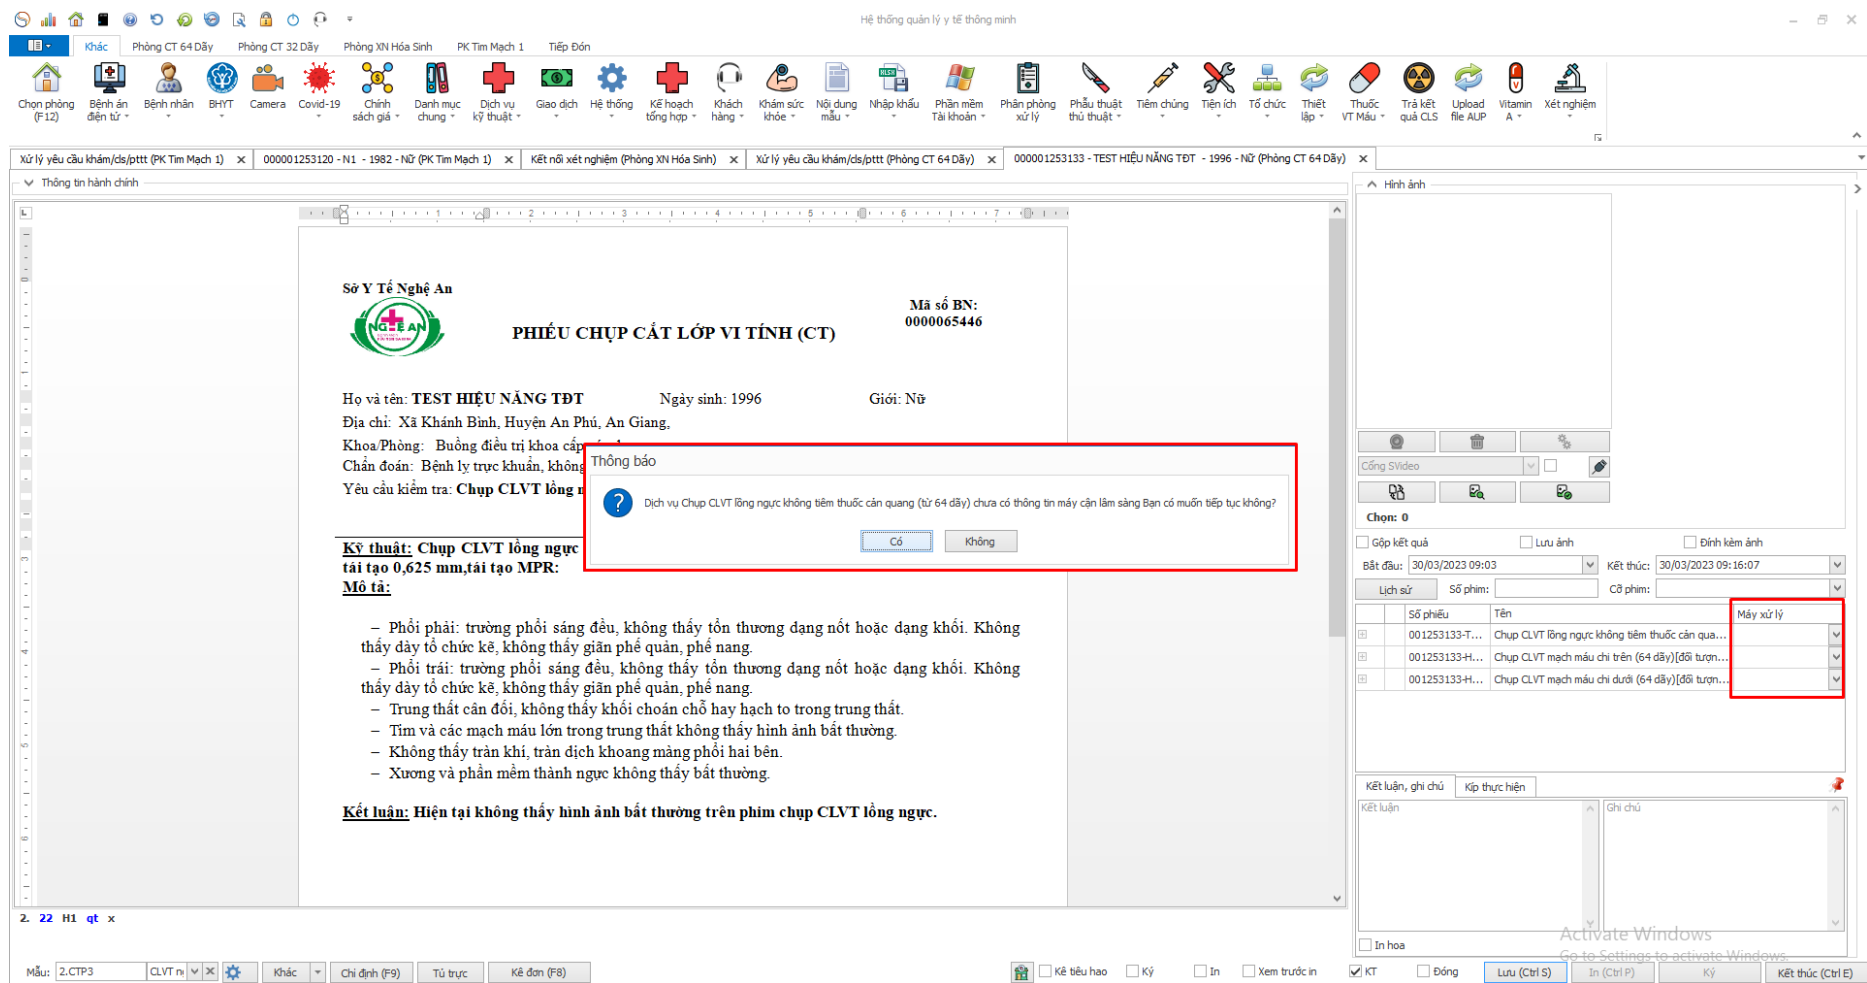 Hệ thống quản lý y tế thông minh
Khác Phòng CT 64 Dãy Phòng CT 32 Dãy Phòng XN Hóa Sinh PK Tim Mạch 1 Tiếp Đón
Chọn phòng (F12) Bệnh án điện tử Bệnh nhân BHYT Camera Covid-19 Chính sách giá Danh mục chung Dịch vụ kỹ thuật Giao dịch Hệ thống Kế hoạch tổng hợp Khách hàng Khám sức khỏe Nội dung mẫu Nhập khẩu Phần mềm Tài khoản Phân phòng xử lý Phẫu thuật thủ thuật Tiêm chủng Tiện ích Tổ chức Thiết lập Thuốc VT Máu Trả kết quả CLS Upload file AUP Vitamin A Xét nghiệm
Xử lý yêu cầu khám/cls/pttt (PK Tim Mạch 1) x 000001253120 - N1 - 1982 - Nữ (PK Tim Mạch 1) x Kết nối xét nghiệm (Phòng XN Hóa Sinh) x Xử lý yêu cầu khám/cls/pttt (Phòng CT 64 Dãy) x 000001253133 - TEST HIỆU NĂNG TĐT - 1996 - Nữ (Phòng CT 64 Dãy) x
Thông tin hành chính
Hình ảnh
1 2 3 4 5 6 7
Sở Y Tế Nghệ An
NGHỆ AN
PHIẾU CHỤP CẮT LỚP VI TÍNH (CT)
Mã số BN:
0000065446
Họ và tên: TEST HIỆU NĂNG TĐT Ngày sinh: 1996 Giới: Nữ
Địa chỉ: Xã Khánh Bình, Huyện An Phú, An Giang,
Khoa/Phòng: Buồng điều trị khoa cấp
Chẩn đoán: Bệnh lỵ trực khuẩn, không
Yêu cầu kiểm tra: Chụp CLVT lồng n
Thông báo
Dịch vụ Chụp CLVT lồng ngực không tiêm thuốc cản quang (từ 64 dãy) chưa có thông tin máy cận lâm sàng Bạn có muốn tiếp tục không?
Có Không
Kỹ thuật: Chụp CLVT lồng ngực
tái tạo 0,625 mm,tái tạo MPR:
Mô tả:
– Phổi phải: trường phổi sáng đều, không thấy tổn thương dạng nốt hoặc dạng khối. Không
thấy dày tổ chức kẽ, không thấy giãn phế quản, phế nang.
– Phổi trái: trường phổi sáng đều, không thấy tổn thương dạng nốt hoặc dạng khối. Không
thấy dày tổ chức kẽ, không thấy giãn phế quản, phế nang.
– Trung thất cân đối, không thấy khối choán chỗ hay hạch to trong trung thất.
– Tim và các mạch máu lớn trong trung thất không thấy hình ảnh bất thường.
– Không thấy tràn khí, tràn dịch khoang màng phổi hai bên.
– Xương và phần mềm thành ngực không thấy bất thường.
Kết luận: Hiện tại không thấy hình ảnh bất thường trên phim chụp CLVT lồng ngực.
Cổng SVideo
Chọn: 0
Gộp kết quả Lưu ảnh Đính kèm ảnh
Bắt đầu: 30/03/2023 09:03 Kết thúc: 30/03/2023 09:16:07
Lịch sử Số phim: Cỡ phim:
Số phiếu Tên Máy xử lý
001253133-T... Chụp CLVT lồng ngực không tiêm thuốc cản qua...
001253133-H... Chụp CLVT mạch máu chi trên (64 dãy)[đối tượn...
001253133-H... Chụp CLVT mạch máu chi dưới (64 dãy)[đối tượn...
Kết luận, ghi chú Kíp thực hiện
Kết luận Ghi chú
In hoa
Activate Windows
Go to Settings to activate Windows.
2. 22 H1 qt x
Mẫu: 2.CTP3 CLVT n Khác Chỉ định (F9) Tủ trực Kê đơn (F8) Kê tiêu hao Ký In Xem trước in KT Đóng Lưu (Ctrl S) In (Ctrl P) Ký Kết thúc (Ctrl E)